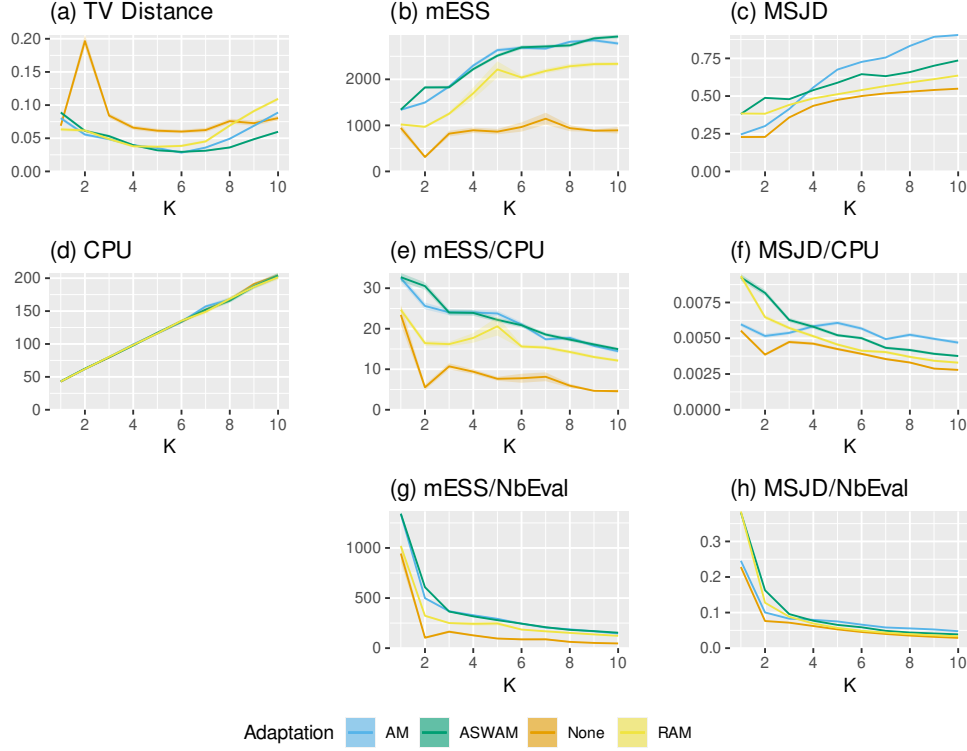 (a) TV Distance
(b) mESS
(c) MSJD
0.20
0.15
0.10
0.05
0.00
2 4 6 8 10
K
2000
1000
0
2 4 6 8 10
K
0.75
0.50
0.25
0.00
2 4 6 8 10
K
(d) CPU
(e) mESS/CPU
(f) MSJD/CPU
200
150
100
50
0
2 4 6 8 10
K
30
20
10
0
2 4 6 8 10
K
0.0075
0.0050
0.0025
0.0000
2 4 6 8 10
K
(g) mESS/NbEval
(h) MSJD/NbEval
1000
500
0
2 4 6 8 10
K
0.3
0.2
0.1
0.0
2 4 6 8 10
K
Adaptation AM ASWAM None RAM